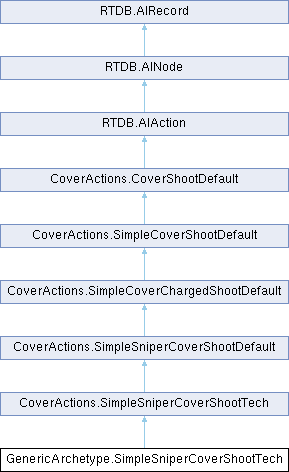 RTDB.AIRecord
RTDB.AINode
RTDB.AIAction
CoverActions.CoverShootDefault
CoverActions.SimpleCoverShootDefault
CoverActions.SimpleCoverChargedShootDefault
CoverActions.SimpleSniperCoverShootDefault
CoverActions.SimpleSniperCoverShootTech
GenericArchetype.SimpleSniperCoverShootTech